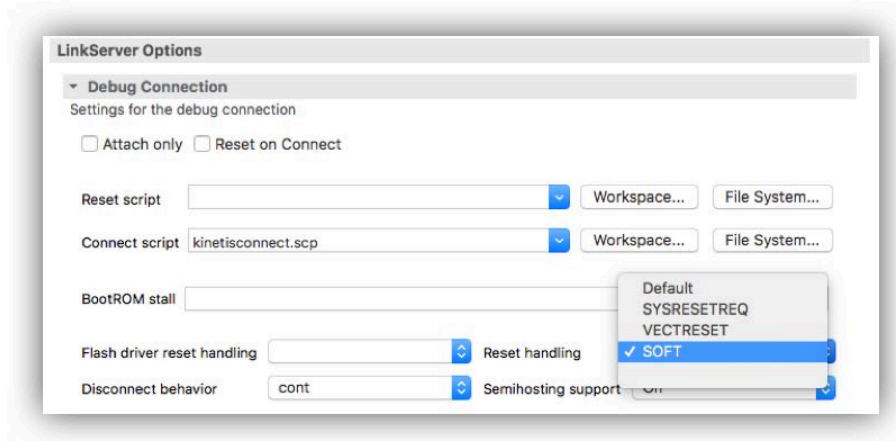 LinkServer Options
Debug Connection
Settings for the debug connection
Attach only Reset on Connect
Reset script Workspace... File System...
Connect script kinetisconnect.scp Workspace... File System...
BootROM stall
Default
SYSRESETREQ
VECTRESET
Flash driver reset handling Reset handling ✓ SOFT
Disconnect behavior cont Semihosting support